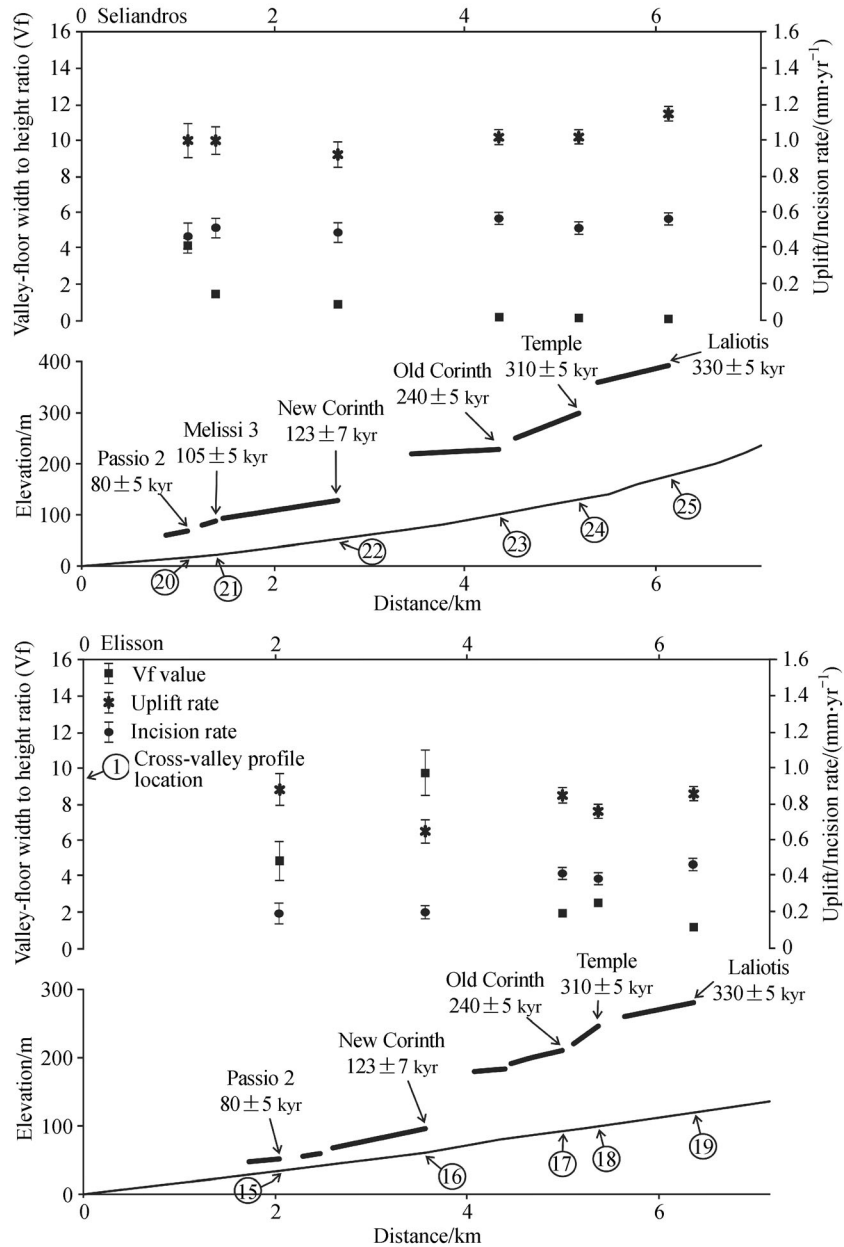 0 Seliandros 2 4 6
Valley-floor width to height ratio (Vf)
16
14
12
10
8
6
4
2
0
1.6
1.4
1.2
1.0
0.8
0.6
0.4
0.2
0
Uplift/Incision rate/(mm·yr⁻¹)
Elevation/m
400
300
200
100
0
Passio 2
80±5 kyr
Melissi 3
105±5 kyr
New Corinth
123±7 kyr
Old Corinth
240±5 kyr
Temple
310±5 kyr
Laliotis
330±5 kyr
20 21 22 23 24 25
0 2 4 6
Distance/km
0 Elisson 2 4 6
Valley-floor width to height ratio (Vf)
16
14
12
10
8
6
4
2
0
Vf value
Uplift rate
Incision rate
1 Cross-valley profile
location
1.6
1.4
1.2
1.0
0.8
0.6
0.4
0.2
0
Uplift/Incision rate/(mm·yr⁻¹)
Elevation/m
300
200
100
0
Passio 2
80±5 kyr
New Corinth
123±7 kyr
Old Corinth
240±5 kyr
Temple
310±5 kyr
Laliotis
330±5 kyr
15 16 17 18 19
0 2 4 6
Distance/km